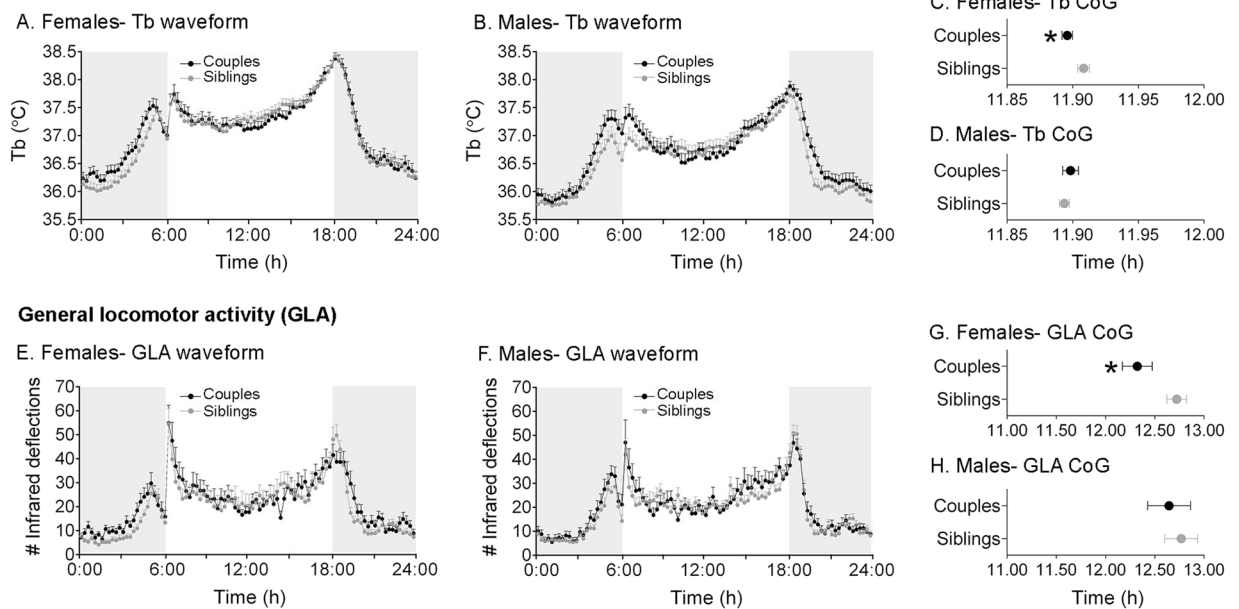 A. Females- Tb waveform
B. Males- Tb waveform
C. Females- Tb CoG
38.5
38.0
37.5
37.0
36.5
36.0
35.5
Tb (°C)
Couples
Siblings
0:00 6:00 12:00 18:00 24:00
Time (h)
38.5
38.0
37.5
37.0
36.5
36.0
35.5
Tb (°C)
Couples
Siblings
0:00 6:00 12:00 18:00 24:00
Time (h)
Couples *
Siblings
11.85 11.90 11.95 12.00
D. Males- Tb CoG
Couples
Siblings
11.85 11.90 11.95 12.00
Time (h)
General locomotor activity (GLA)
E. Females- GLA waveform
F. Males- GLA waveform
G. Females- GLA CoG
70
60
50
40
30
20
10
0
# Infrared deflections
Couples
Siblings
0:00 6:00 12:00 18:00 24:00
Time (h)
70
60
50
40
30
20
10
0
# Infrared deflections
Couples
Siblings
0:00 6:00 12:00 18:00 24:00
Time (h)
Couples *
Siblings
11.00 11.50 12.00 12.50 13.00
H. Males- GLA CoG
Couples
Siblings
11.00 11.50 12.00 12.50 13.00
Time (h)